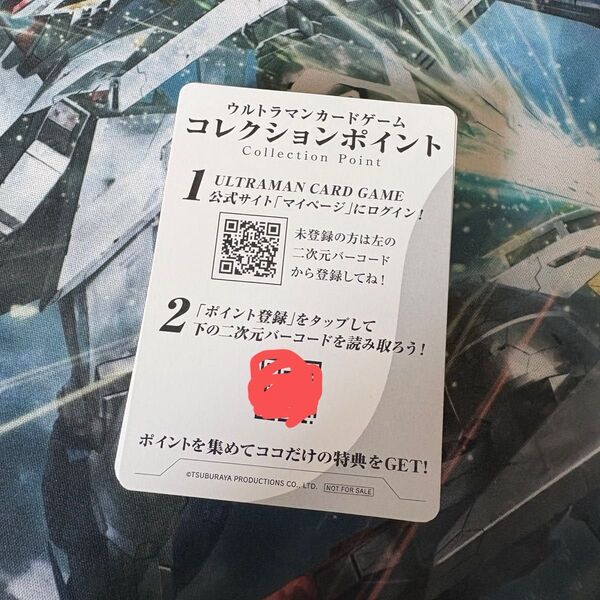 ウルトラマンカードゲーム
コレクションポイント
Collection Point
1 ULTRAMAN CARD GAME
公式サイト「マイページ」にログイン!
未登録の方は左の
二次元バーコード
から登録してね!
2 「ポイント登録」をタップして
下の二次元バーコードを読み取ろう!
ポイントを集めてココだけの特典をGET!
©TSUBURAYA PRODUCTIONS CO., LTD. NOT FOR SALE